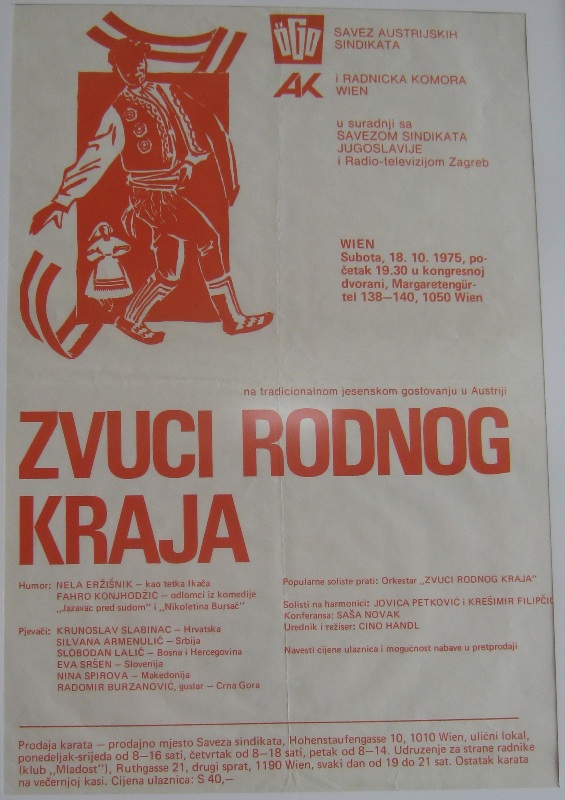 ÖGB
SAVEZ AUSTRIJSKIH
SINDIKATA
AK
i RADNICKA KOMORA
WIEN
u suradnji sa
SAVEZOM SINDIKATA
JUGOSLAVIJE
i Radio-televizijom Zagreb
WIEN
Subota, 18. 10. 1975, po-
četak 19.30 u kongresnoj
dvorani, Margaretengür-
tel 138—140, 1050 Wien
na tradicionalnom jesenskom gostovanju u Austriji
ZVUCI RODNOG
KRAJA
Humor: NELA ERŽIŠNIK — kao tetka Ikača
FAHRO KONJHODŽIĆ — odlomci iz komedije
„Jazavac pred sudom" i „Nikoletina Bursać"
Pjevači: KRUNOSLAV SLABINAC — Hrvatska
SILVANA ARMENULIĆ — Srbija
SLOBODAN LALIĆ — Bosna i Hercegovina
EVA SRŠEN — Slovenija
NINA SPIROVA — Makedonija
RADOMIR BURZANOVIĆ, guslar — Crna Gora
Popularne soliste prati: Orkestar „ZVUCI RODNOG KRAJA"
Solisti na harmonici: JOVICA PETKOVIĆ i KREŠIMIR FILIPČIĆ
Konferansa: SAŠA NOVAK
Urednik i režiser: CINO HANDL
Navesti cijene ulaznica i mogućnost nabave u pretprodaji
Prodaja karata — prodajno mjesto Saveza sindikata, Hohenstaufengasse 10, 1010 Wien, ulični lokal,
ponedeljak-srijeda od 8—16 sati, četvrtak od 8—18 sati, petak od 8—14. Udruzenje za strane radnike
(klub „Mladost"), Ruthgasse 21, drugi sprat, 1190 Wien, svaki dan od 19 do 21 sat. Ostatak karata
na večernjoj kasi. Cijena ulaznica: S 40,—